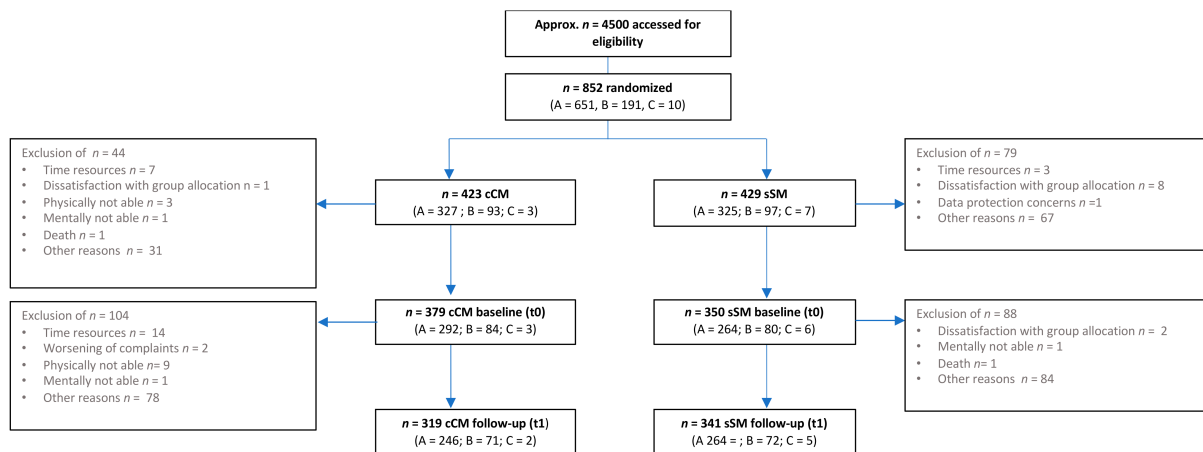 Approx. n = 4500 accessed for
eligibility
n = 852 randomized
(A = 651, B = 191, C = 10)
Exclusion of n = 44
• Time resources n = 7
• Dissatisfaction with group allocation n = 1
• Physically not able n = 3
• Mentally not able n = 1
• Death n = 1
• Other reasons n = 31
n = 423 cCM
(A = 327 ; B = 93; C = 3)
n = 429 sSM
(A = 325; B = 97; C = 7)
Exclusion of n = 79
• Time resources n = 3
• Dissatisfaction with group allocation n = 8
• Data protection concerns n =1
• Other reasons n = 67
Exclusion of n = 104
• Time resources n = 14
• Worsening of complaints n = 2
• Physically not able n= 9
• Mentally not able n = 1
• Other reasons n = 78
n = 379 cCM baseline (t0)
(A = 292; B = 84; C = 3)
n = 350 sSM baseline (t0)
(A = 264; B = 80; C = 6)
Exclusion of n = 88
• Dissatisfaction with group allocation n = 2
• Mentally not able n = 1
• Death n= 1
• Other reasons n = 84
n = 319 cCM follow-up (t1)
(A = 246; B = 71; C = 2)
n = 341 sSM follow-up (t1)
(A 264 = ; B = 72; C = 5)